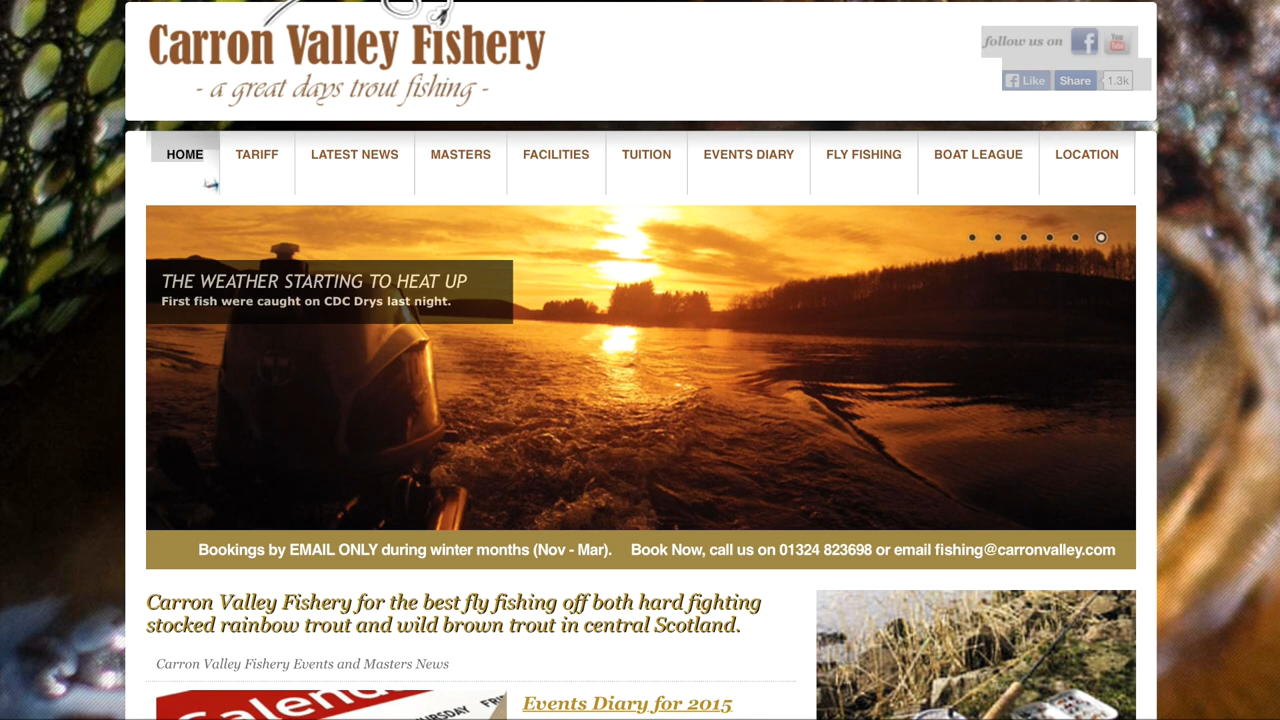 Carron Valley Fishery
- a great days trout fishing -
follow us on
You
Tube
Like Share 1.3k
HOME TARIFF LATEST NEWS MASTERS FACILITIES TUITION EVENTS DIARY FLY FISHING BOAT LEAGUE LOCATION
THE WEATHER STARTING TO HEAT UP
First fish were caught on CDC Drys last night.
Bookings by EMAIL ONLY during winter months (Nov - Mar). Book Now, call us on 01324 823698 or email fishing@carronvalley.com
Carron Valley Fishery for the best fly fishing off both hard fighting
stocked rainbow trout and wild brown trout in central Scotland.
Carron Valley Fishery Events and Masters News
Events Diary for 2015